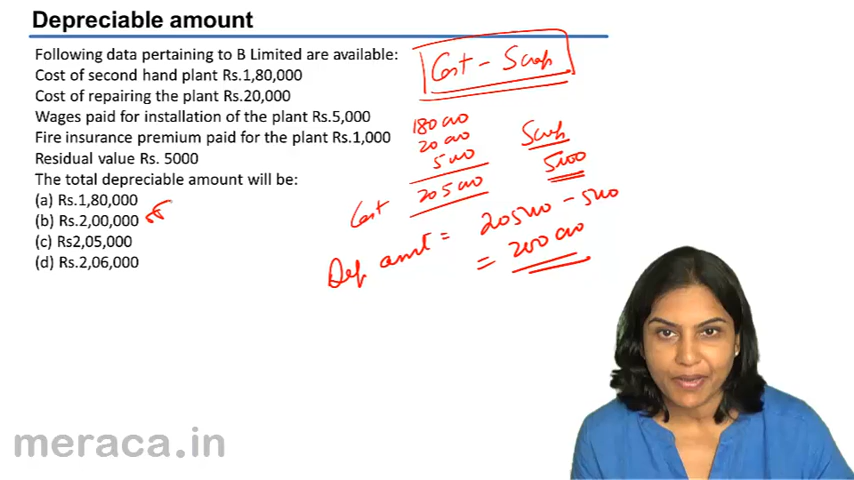 Depreciable amount
Following data pertaining to B Limited are available:
Cost of second hand plant Rs.1,80,000
Cost of repairing the plant Rs.20,000
Wages paid for installation of the plant Rs.5,000
Fire insurance premium paid for the plant Rs.1,000
Residual value Rs. 5000
The total depreciable amount will be:
(a) Rs.1,80,000
(b) Rs.2,00,000
(c) Rs2,05,000
(d) Rs.2,06,000
Cost - Scrap
180000
20000
5000
Cost 205000
Scrap
5000
Dep amt = 205000 - 5000
= 200000
meraca.in